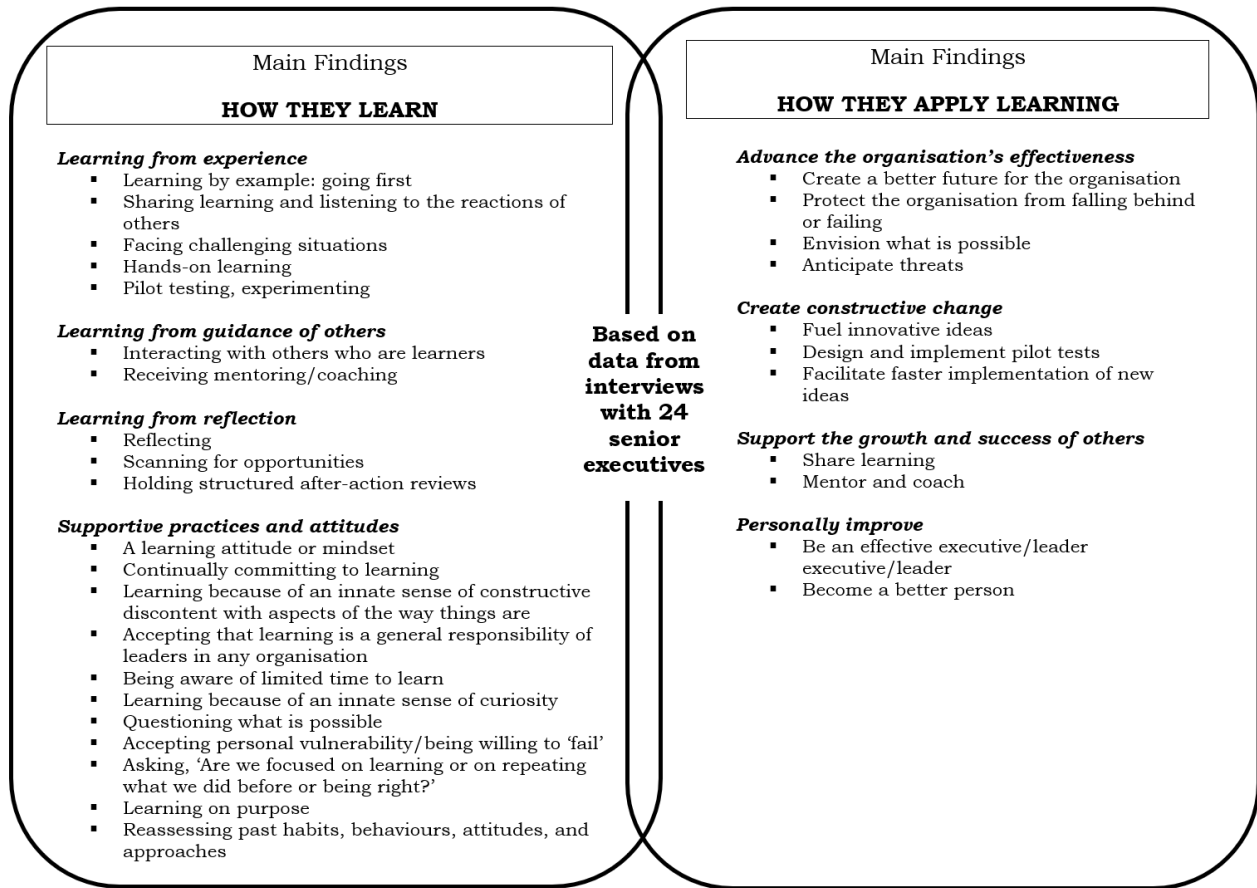 Main Findings
HOW THEY LEARN
Learning from experience
▪ Learning by example: going first
▪ Sharing learning and listening to the reactions of
others
▪ Facing challenging situations
▪ Hands-on learning
▪ Pilot testing, experimenting
Learning from guidance of others
▪ Interacting with others who are learners
▪ Receiving mentoring/coaching
Learning from reflection
▪ Reflecting
▪ Scanning for opportunities
▪ Holding structured after-action reviews
Supportive practices and attitudes
▪ A learning attitude or mindset
▪ Continually committing to learning
▪ Learning because of an innate sense of constructive
discontent with aspects of the way things are
▪ Accepting that learning is a general responsibility of
leaders in any organisation
▪ Being aware of limited time to learn
▪ Learning because of an innate sense of curiosity
▪ Questioning what is possible
▪ Accepting personal vulnerability/being willing to ‘fail’
▪ Asking, ‘Are we focused on learning or on repeating
what we did before or being right?’
▪ Learning on purpose
▪ Reassessing past habits, behaviours, attitudes, and
approaches
Based on
data from
interviews
with 24
senior
executives
Main Findings
HOW THEY APPLY LEARNING
Advance the organisation’s effectiveness
▪ Create a better future for the organisation
▪ Protect the organisation from falling behind
or failing
▪ Envision what is possible
▪ Anticipate threats
Create constructive change
▪ Fuel innovative ideas
▪ Design and implement pilot tests
▪ Facilitate faster implementation of new
ideas
Support the growth and success of others
▪ Share learning
▪ Mentor and coach
Personally improve
▪ Be an effective executive/leader
executive/leader
▪ Become a better person